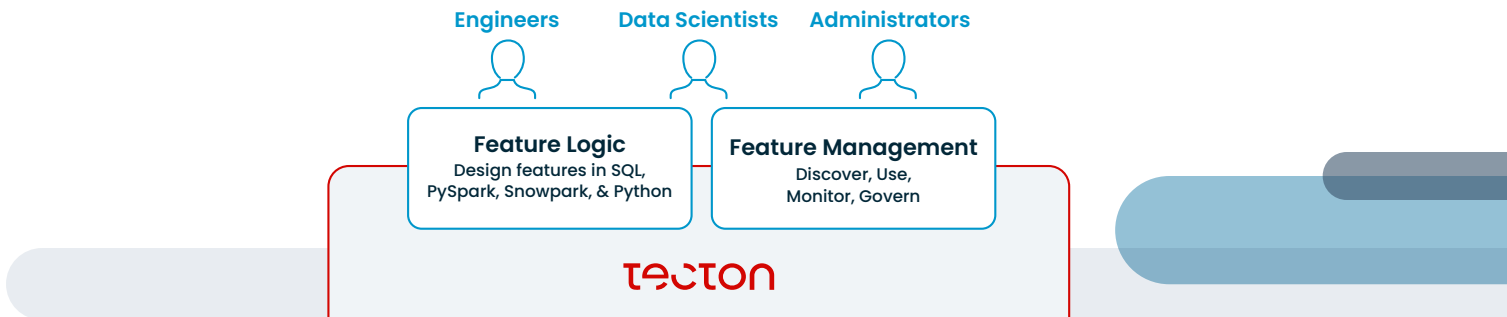 Engineers
Data Scientists
Administrators
Feature Logic
Design features in SQL,
PySpark, Snowpark, & Python
Feature Management
Discover, Use,
Monitor, Govern
tecton